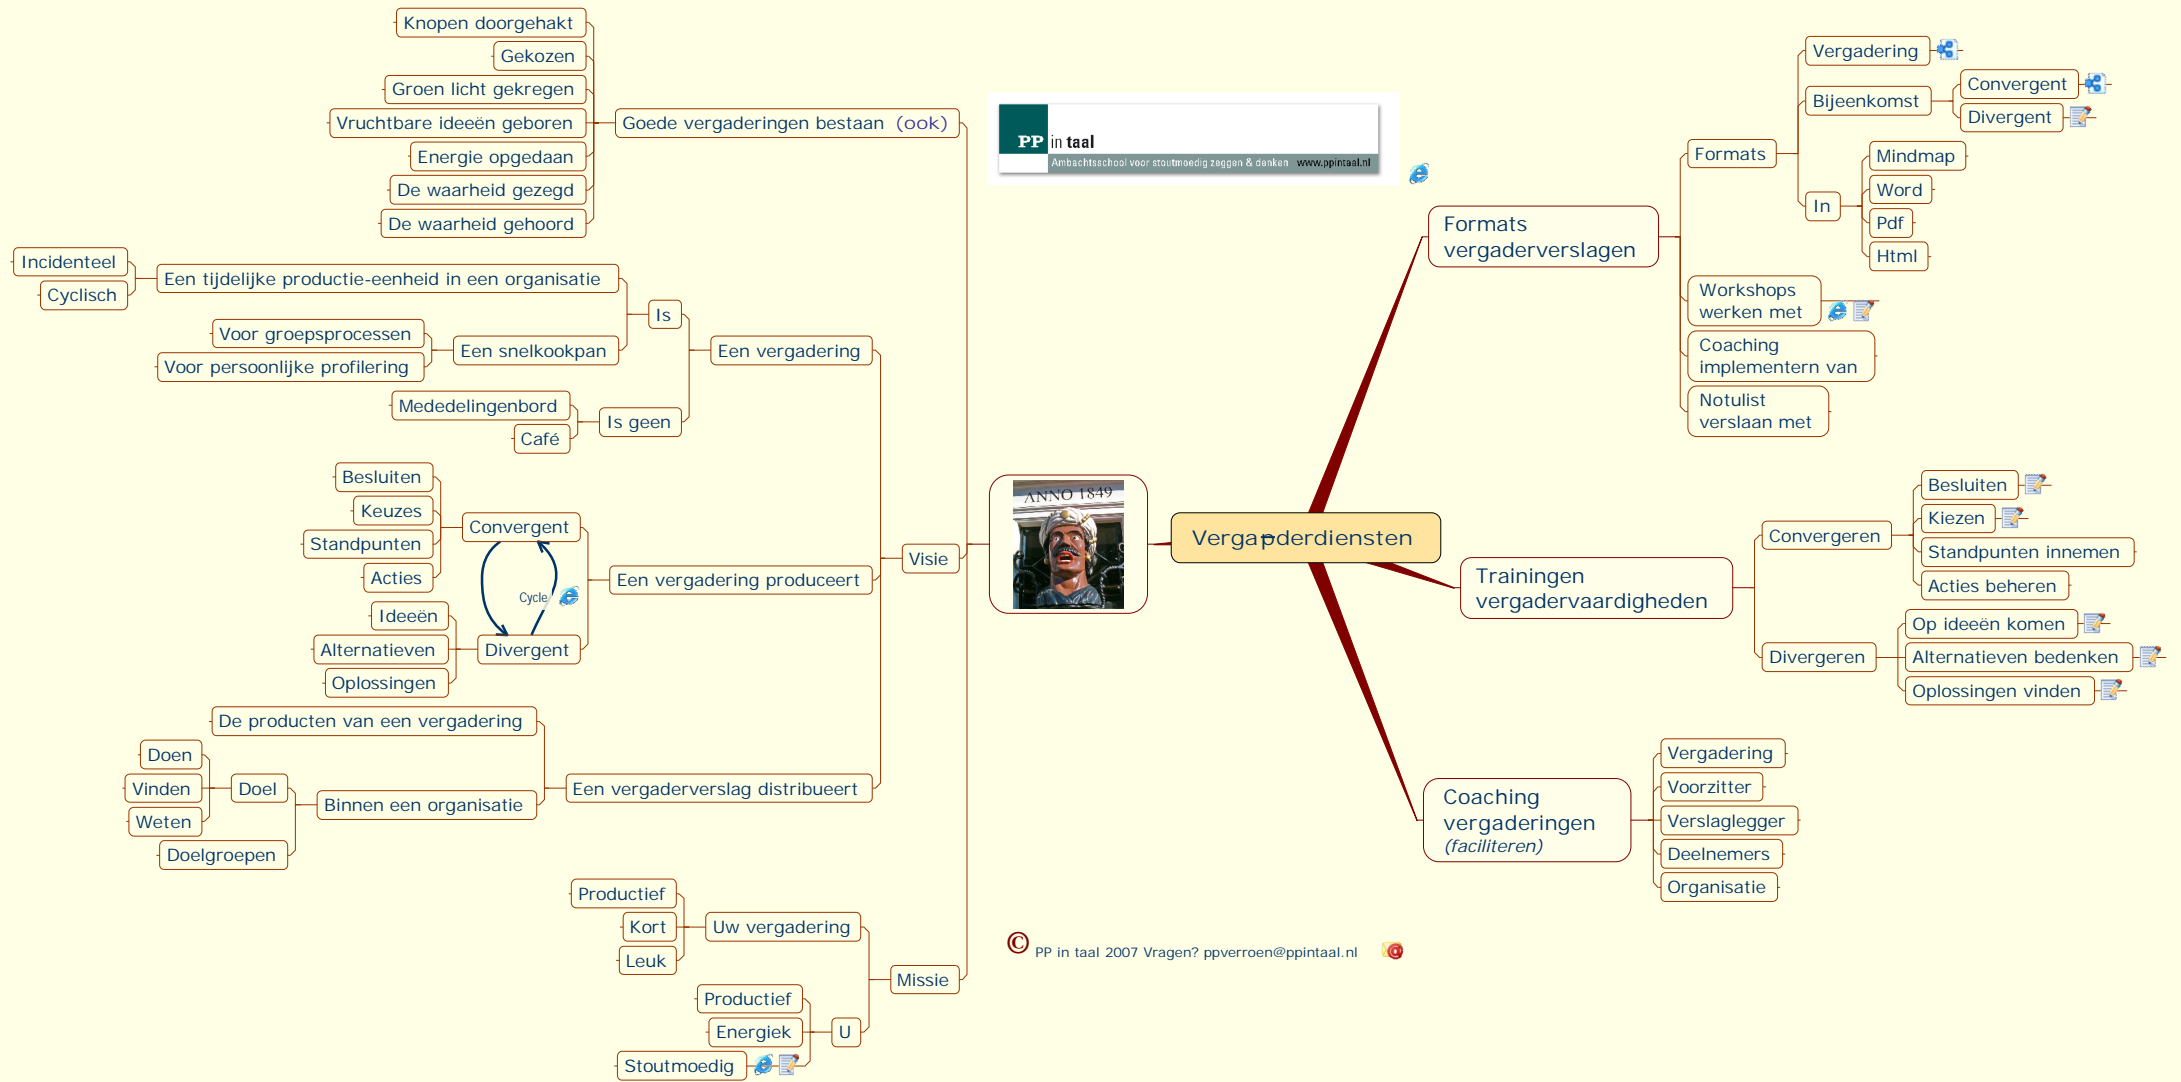 Knopen doorgehakt
Gekozen
Groen licht gekregen
Vruchtbare ideeën geboren
Energie opgedaan
De waarheid gezegd
De waarheid gehoord
Goede vergaderingen bestaan (ook)
Incidenteel
Cyclisch
Een tijdelijke productie-eenheid in een organisatie
Voor groepsprocessen
Voor persoonlijke profilering
Een snelkookpan
Is
Mededelingenbord
Café
Is geen
Een vergadering
Besluiten
Keuzes
Standpunten
Acties
Convergent
Cycle
Ideeën
Alternatieven
Oplossingen
Divergent
Een vergadering produceert
Visie
De producten van een vergadering
Doen
Vinden
Weten
Doel
Doelgroepen
Binnen een organisatie
Een vergaderverslag distribueert
Productief
Kort
Leuk
Uw vergadering
Productief
Energiek
Stoutmoedig
U
Missie
PP in taal
Ambachtsschool voor stoutmoedig zeggen & denken www.ppintaal.nl
ANNO 1849
Vergaderdiensten
Formats
vergaderverslagen
Formats
Vergadering
Bijeenkomst
Convergent
Divergent
In
Mindmap
Word
Pdf
Html
Workshops
werken met
Coaching
implementern van
Notulist
verslaan met
Trainingen
vergadervaardigheden
Convergeren
Besluiten
Kiezen
Standpunten innemen
Acties beheren
Divergeren
Op ideeën komen
Alternatieven bedenken
Oplossingen vinden
Coaching
vergaderingen
(faciliteren)
Vergadering
Voorzitter
Verslaglegger
Deelnemers
Organisatie
© PP in taal 2007 Vragen? ppverroen@ppintaal.nl